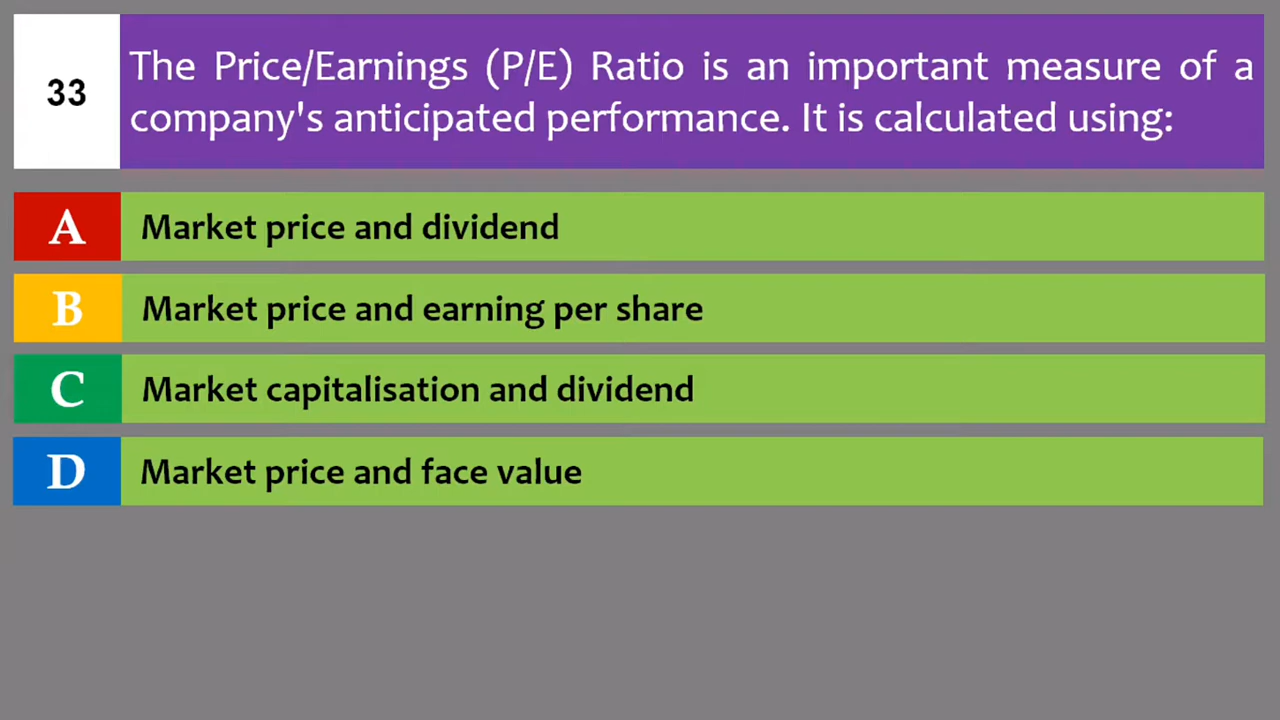 33
The Price/Earnings (P/E) Ratio is an important measure of a
company's anticipated performance. It is calculated using:
A Market price and dividend
B Market price and earning per share
C Market capitalisation and dividend
D Market price and face value